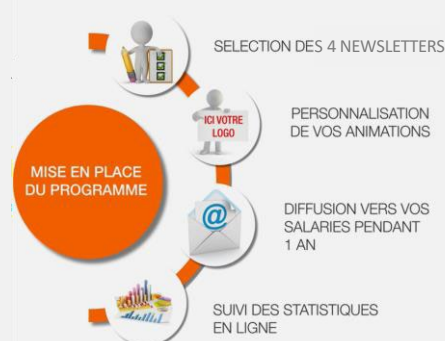 SELECTION DES 4 NEWSLETTERS
ICI VOTRE
LOGO
PERSONNALISATION
DE VOS ANIMATIONS
MISE EN PLACE
DU PROGRAMME
@
DIFFUSION VERS VOS
SALARIES PENDANT
1 AN
SUIVI DES STATISTIQUES
EN LIGNE